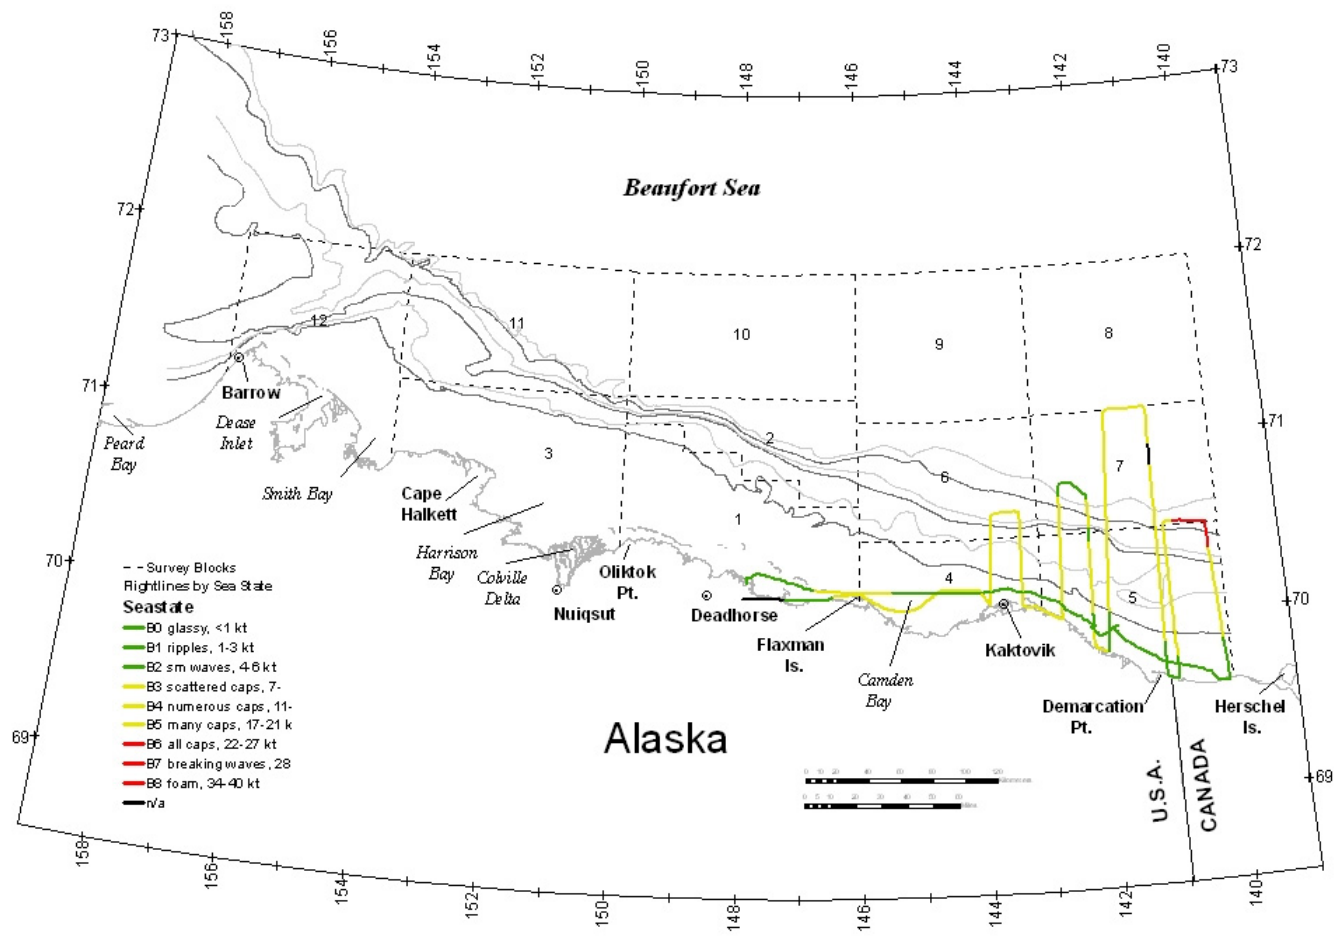 158
156
154
152
150
148
146
144
142
140
73
73
Beaufort Sea
72
72
12
11
10
9
8
71
71
Barrow
Peard
Bay
Dease
Inlet
Smith Bay
3
2
6
7
Cape
Halkett
1
Harrison
Bay
Colville
Delta
Oliktok
Pt.
4
5
70
70
Nuiqsut
Deadhorse
Flaxman
Is.
Camden
Bay
Kaktovik
Demarcation
Pt.
Herschel
Is.
Survey Blocks
Flightlines by Sea State
Seastate
B0 glassy, <1 kt
B1 ripples, 1-3 kt
B2 sm waves, 4-6 kt
B3 scattered caps, 7-
B4 numerous caps, 11-
B5 many caps, 17-21 k
B6 all caps, 22-27 kt
B7 breaking waves, 28
B8 foam, 34-40 kt
n/a
Alaska
U.S.A.
CANADA
69
69
158
156
154
152
150
148
146
144
142
140